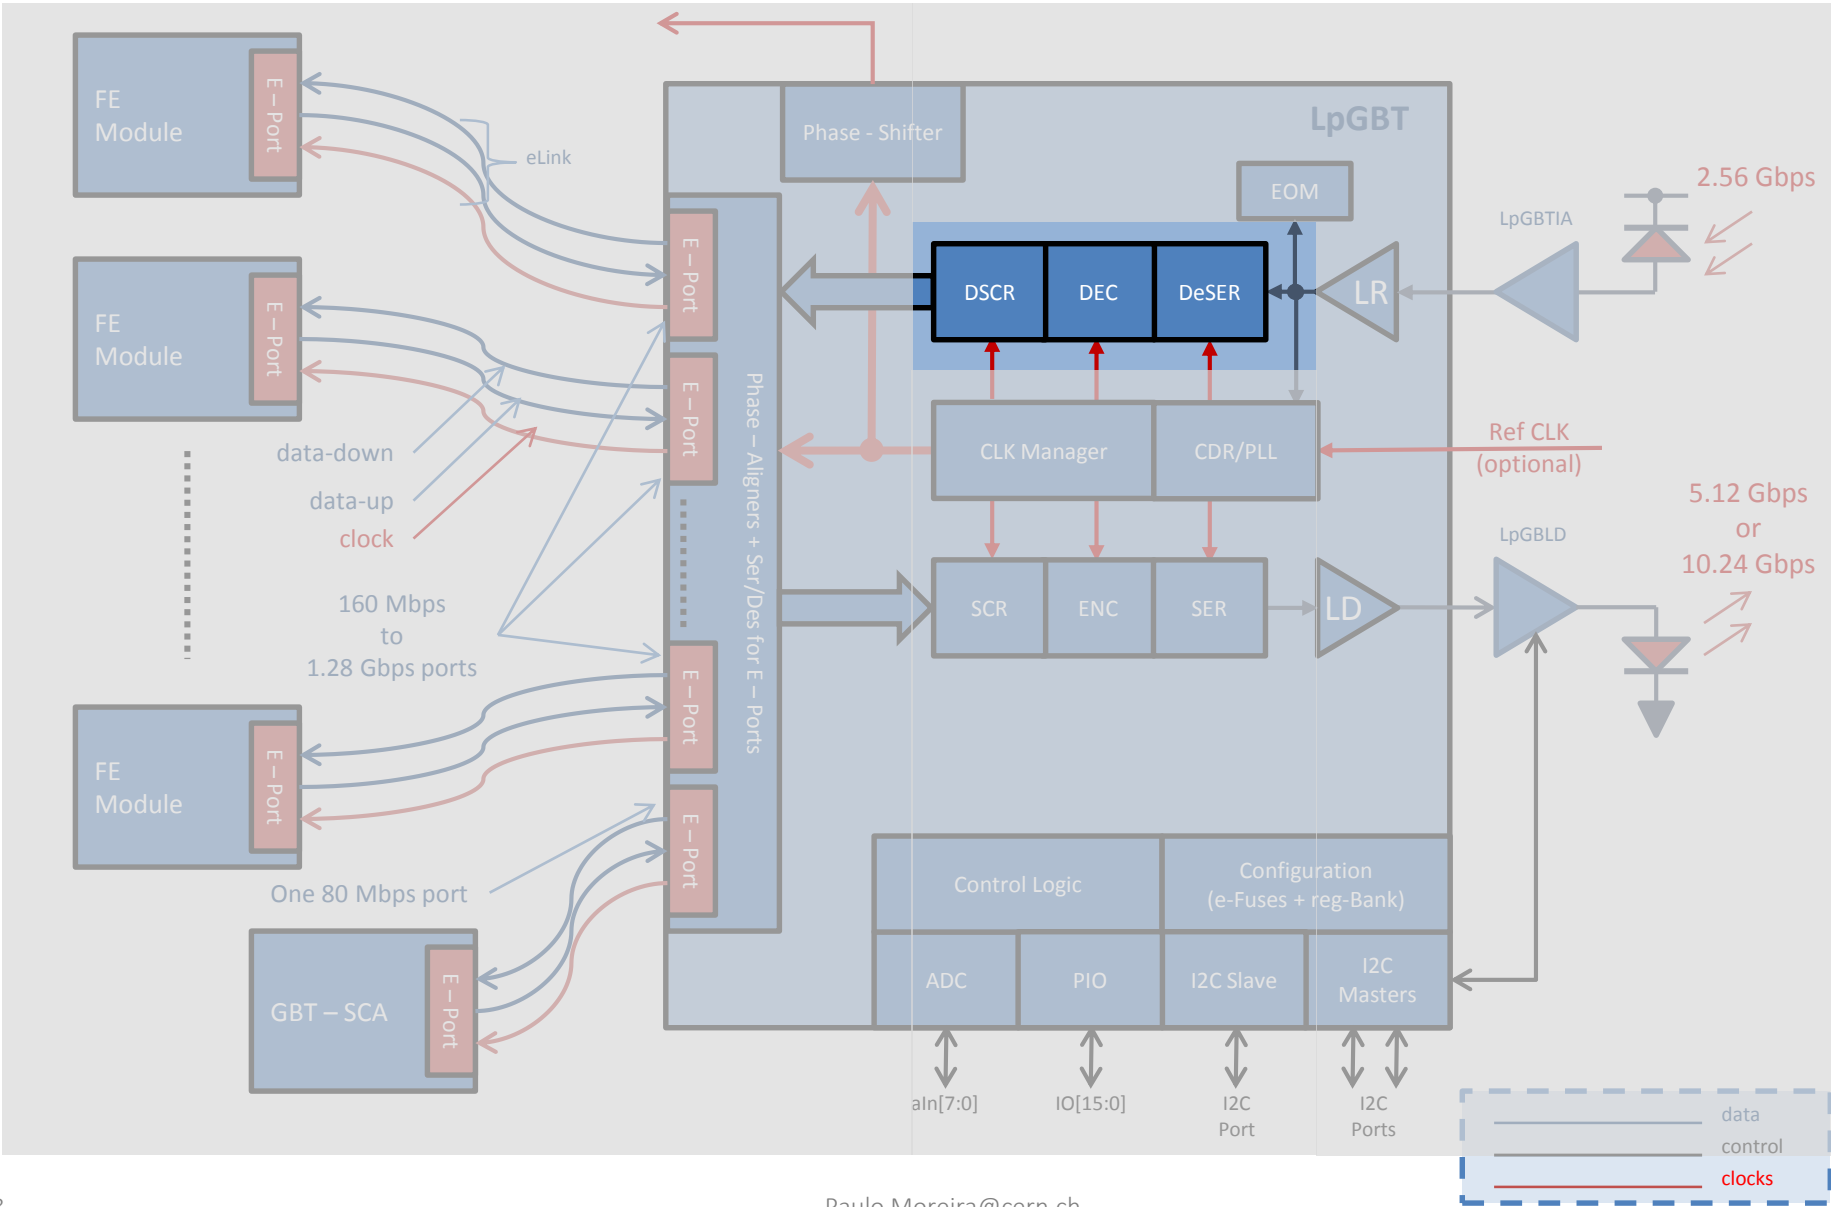 FE
Module
E – Port
eLink
FE
Module
E – Port
data-down
data-up
clock
160 Mbps
to
1.28 Gbps ports
FE
Module
E – Port
One 80 Mbps port
GBT – SCA
E – Port
LpGBT
Phase - Shifter
EOM
E – Port
E – Port
E – Port
E – Port
Phase – Aligners + Ser/Des for E – Ports
DSCR
DEC
DeSER
LR
CLK Manager
CDR/PLL
SCR
ENC
SER
LD
Control Logic
Configuration
(e-Fuses + reg-Bank)
ADC
PIO
I2C Slave
I2C
Masters
aIn[7:0]
IO[15:0]
I2C
Port
I2C
Ports
LpGBTIA
2.56 Gbps
Ref CLK
(optional)
LpGBLD
5.12 Gbps
or
10.24 Gbps
data
control
clocks
Paulo.Moreira@cern.ch